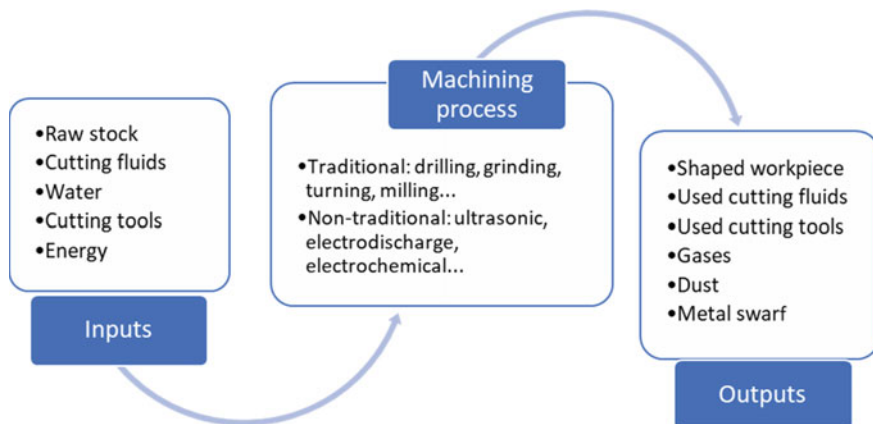 •Raw stock
•Cutting fluids
•Water
•Cutting tools
•Energy
Inputs
Machining
process
•Traditional: drilling, grinding,
turning, milling...
•Non-traditional: ultrasonic,
electrodischarge,
electrochemical...
•Shaped workpiece
•Used cutting fluids
•Used cutting tools
•Gases
•Dust
•Metal swarf
Outputs